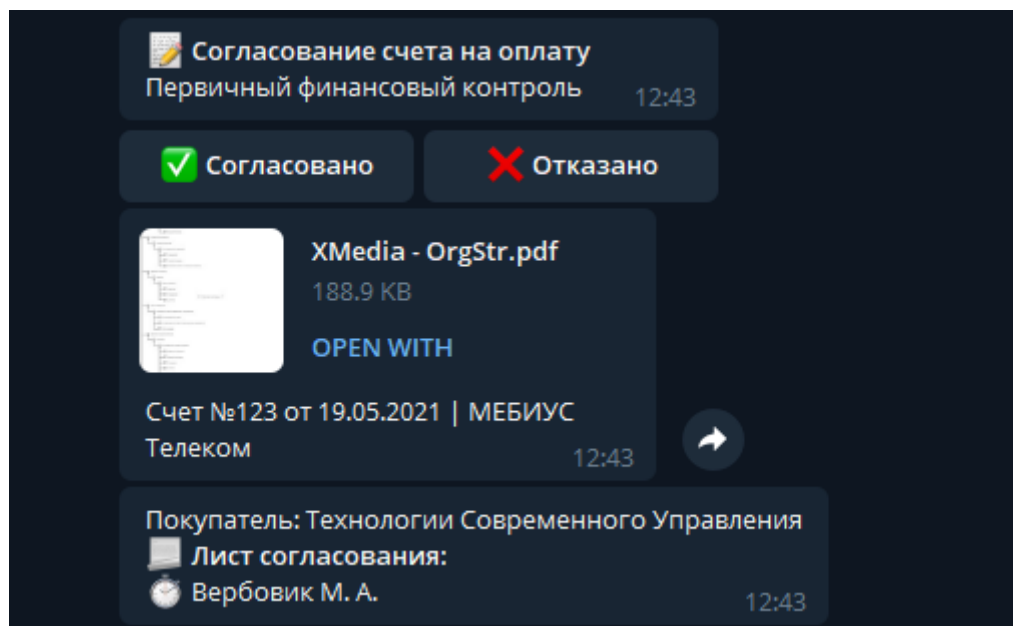 Согласование счета на оплату
Первичный финансовый контроль
12:43
Согласовано
Отказано
XMedia - OrgStr.pdf
188.9 KB
OPEN WITH
Счет №123 от 19.05.2021 | МЕБИУС
Телеком
12:43
Покупатель: Технологии Современного Управления
Лист согласования:
Вербовик М. А.
12:43